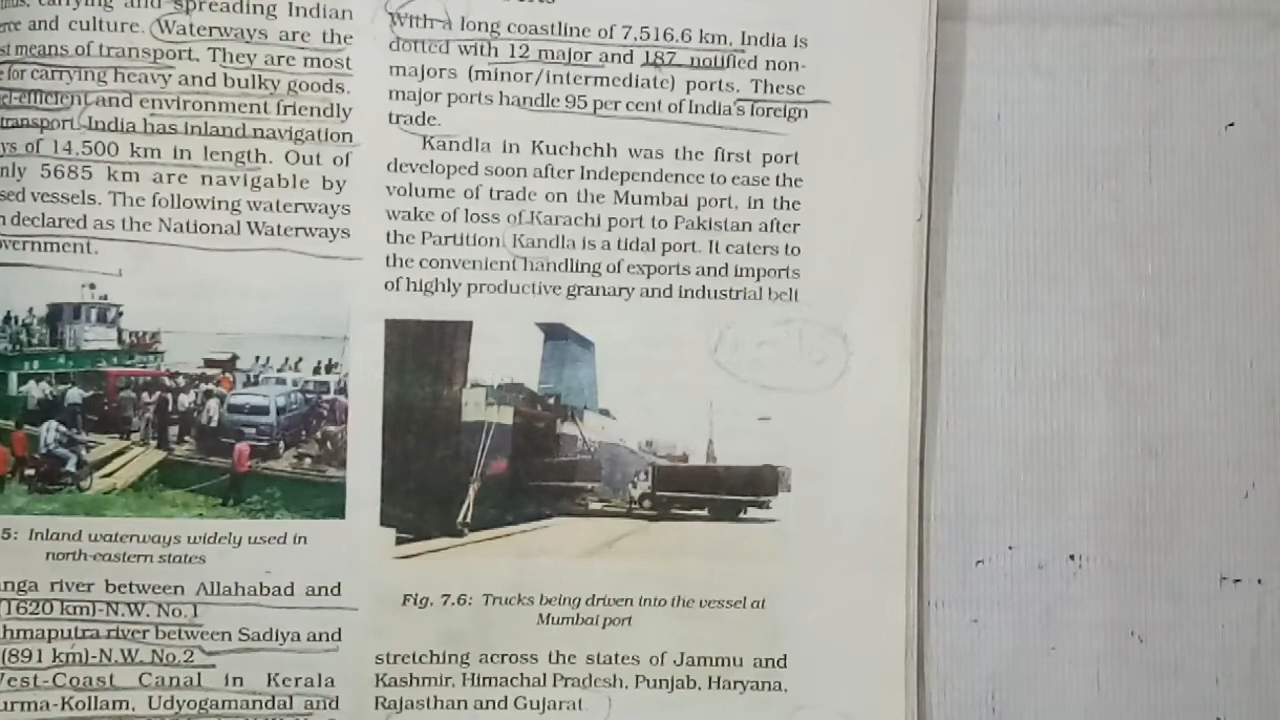 and spreading Indian
and culture. Waterways are the
means of transport. They are most
for carrying heavy and bulky goods.
and environment friendly
transport. India has inland navigation
of 14,500 km in length. Out of
5685 km are navigable by
vessels. The following waterways
declared as the National Waterways
5: Inland waterways widely used in
north-eastern states
river between Allahabad and
(1620 km)-N.W. No.1
river between Sadiya and
(891 km)-N.W. No.2
Canal in Kerala
Udyogamandal and
With a long coastline of 7,516.6 km, India is
dotted with 12 major and 187 notified non-
majors (minor/intermediate) ports. These
major ports handle 95 per cent of India's foreign
trade.
Kandla in Kuchchh was the first port
developed soon after Independence to ease the
volume of trade on the Mumbai port, in the
wake of loss of Karachi port to Pakistan after
the Partition. Kandla is a tidal port. It caters to
the convenient handling of exports and imports
of highly productive granary and industrial belt
Fig. 7.6: Trucks being driven into the vessel at
Mumbai port
stretching across the states of Jammu and
Kashmir, Himachal Pradesh, Punjab, Haryana,
Rajasthan and Gujarat.